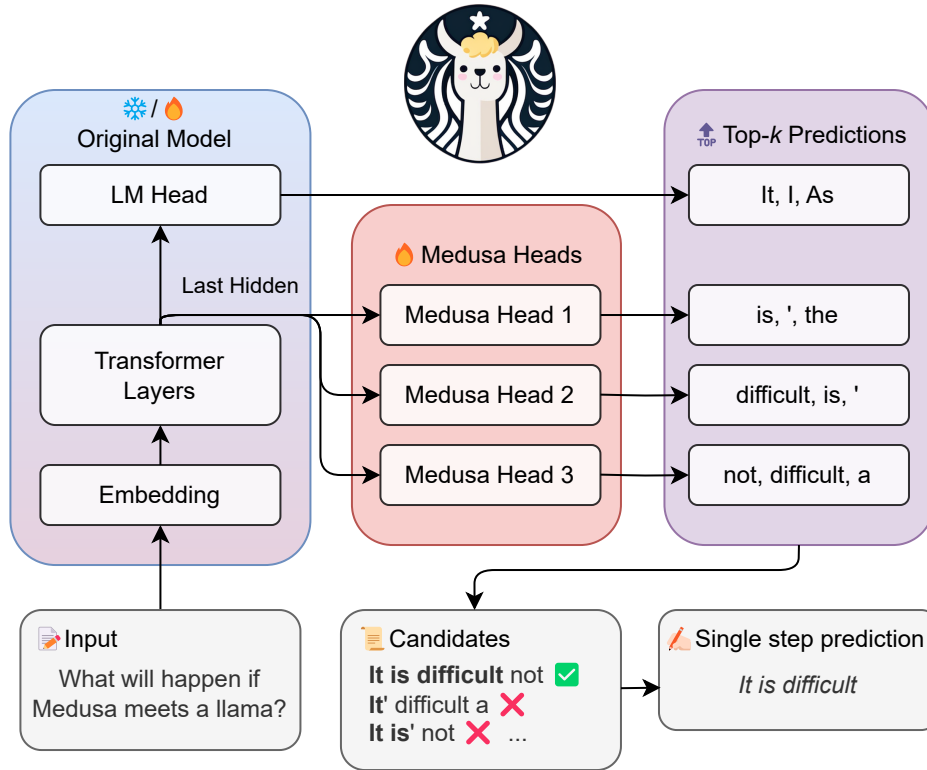 /
Original Model
LM Head
Last Hidden
Transformer
Layers
Embedding
Input
What will happen if
Medusa meets a llama?
Medusa Heads
Medusa Head 1
Medusa Head 2
Medusa Head 3
TOP
Top-k Predictions
It, I, As
is, ', the
difficult, is, '
not, difficult, a
Candidates
It is difficult not
It' difficult a
It is' not ...
Single step prediction
It is difficult